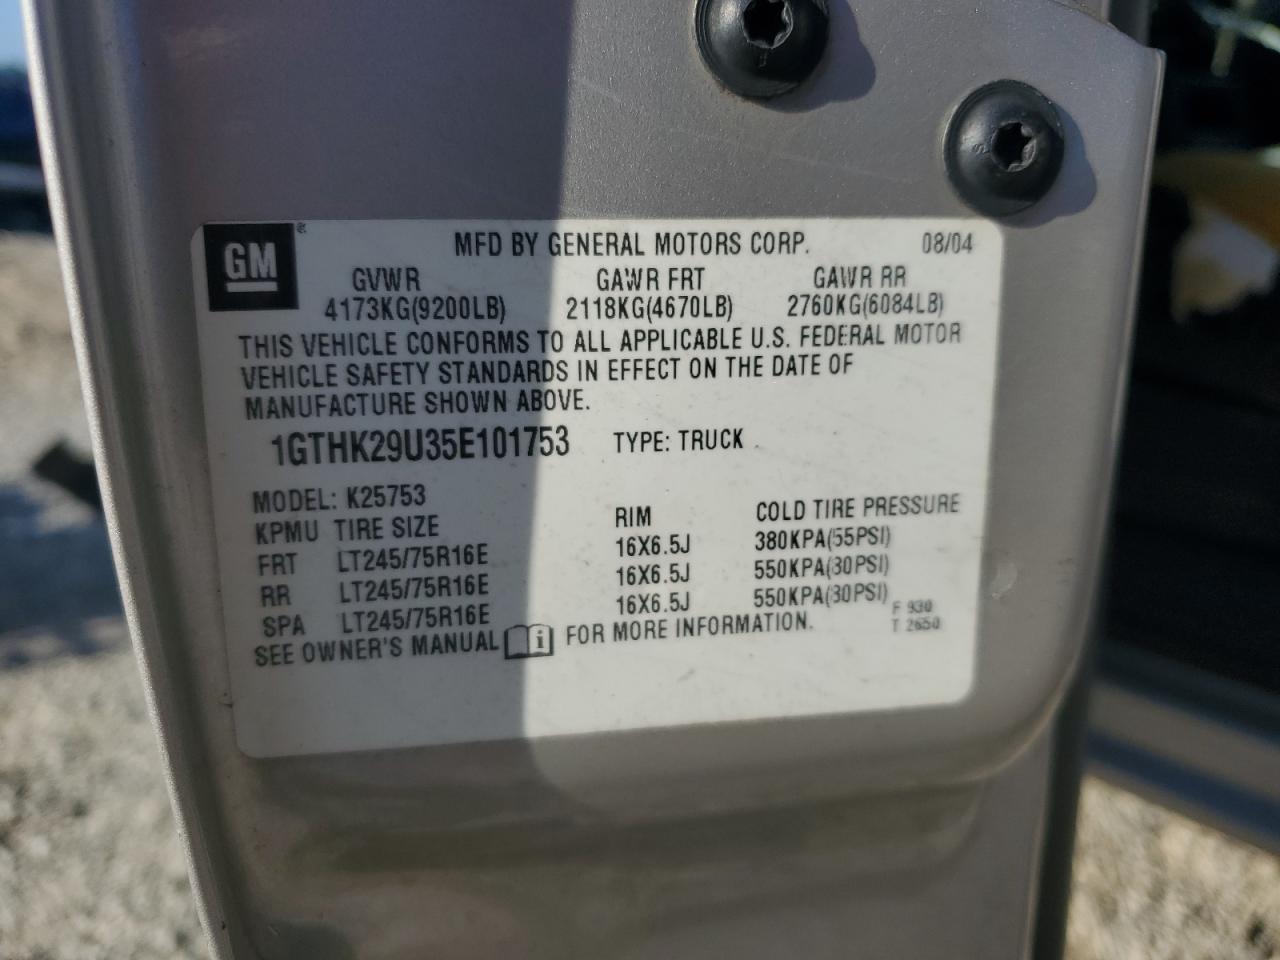 GM ® MFD BY GENERAL MOTORS CORP. 08/04
GVWR GAWR FRT GAWR RR
4173KG(9200LB) 2118KG(4670LB) 2760KG(6084LB)
THIS VEHICLE CONFORMS TO ALL APPLICABLE U.S. FEDERAL MOTOR
VEHICLE SAFETY STANDARDS IN EFFECT ON THE DATE OF
MANUFACTURE SHOWN ABOVE.
1GTHK29U35E101753 TYPE: TRUCK
MODEL: K25753
KPMU TIRE SIZE RIM COLD TIRE PRESSURE
FRT LT245/75R16E 16X6.5J 380KPA(55PSI)
RR LT245/75R16E 16X6.5J 550KPA(80PSI)
SPA LT245/75R16E 16X6.5J 550KPA(80PSI)
SEE OWNER'S MANUAL i FOR MORE INFORMATION.
F 930
T 2650